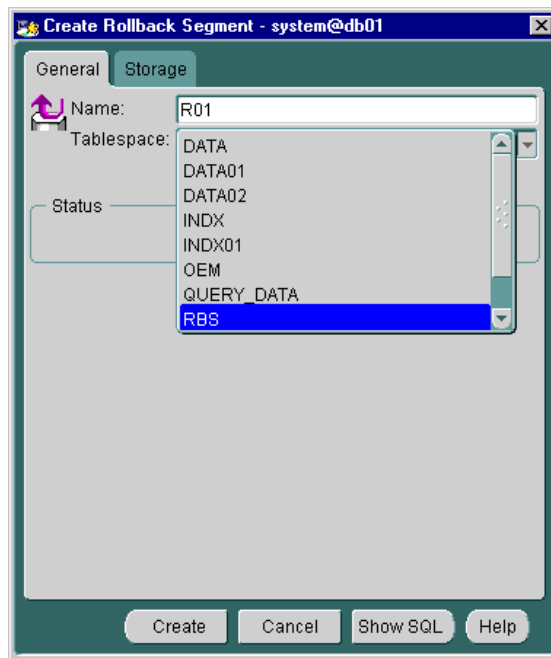 Create Rollback Segment - system@db01
General Storage
Name: R01
Tablespace:
DATA
DATA01
DATA02
Status
INDX
INDX01
OEM
QUERY_DATA
RBS
Create Cancel Show SQL Help